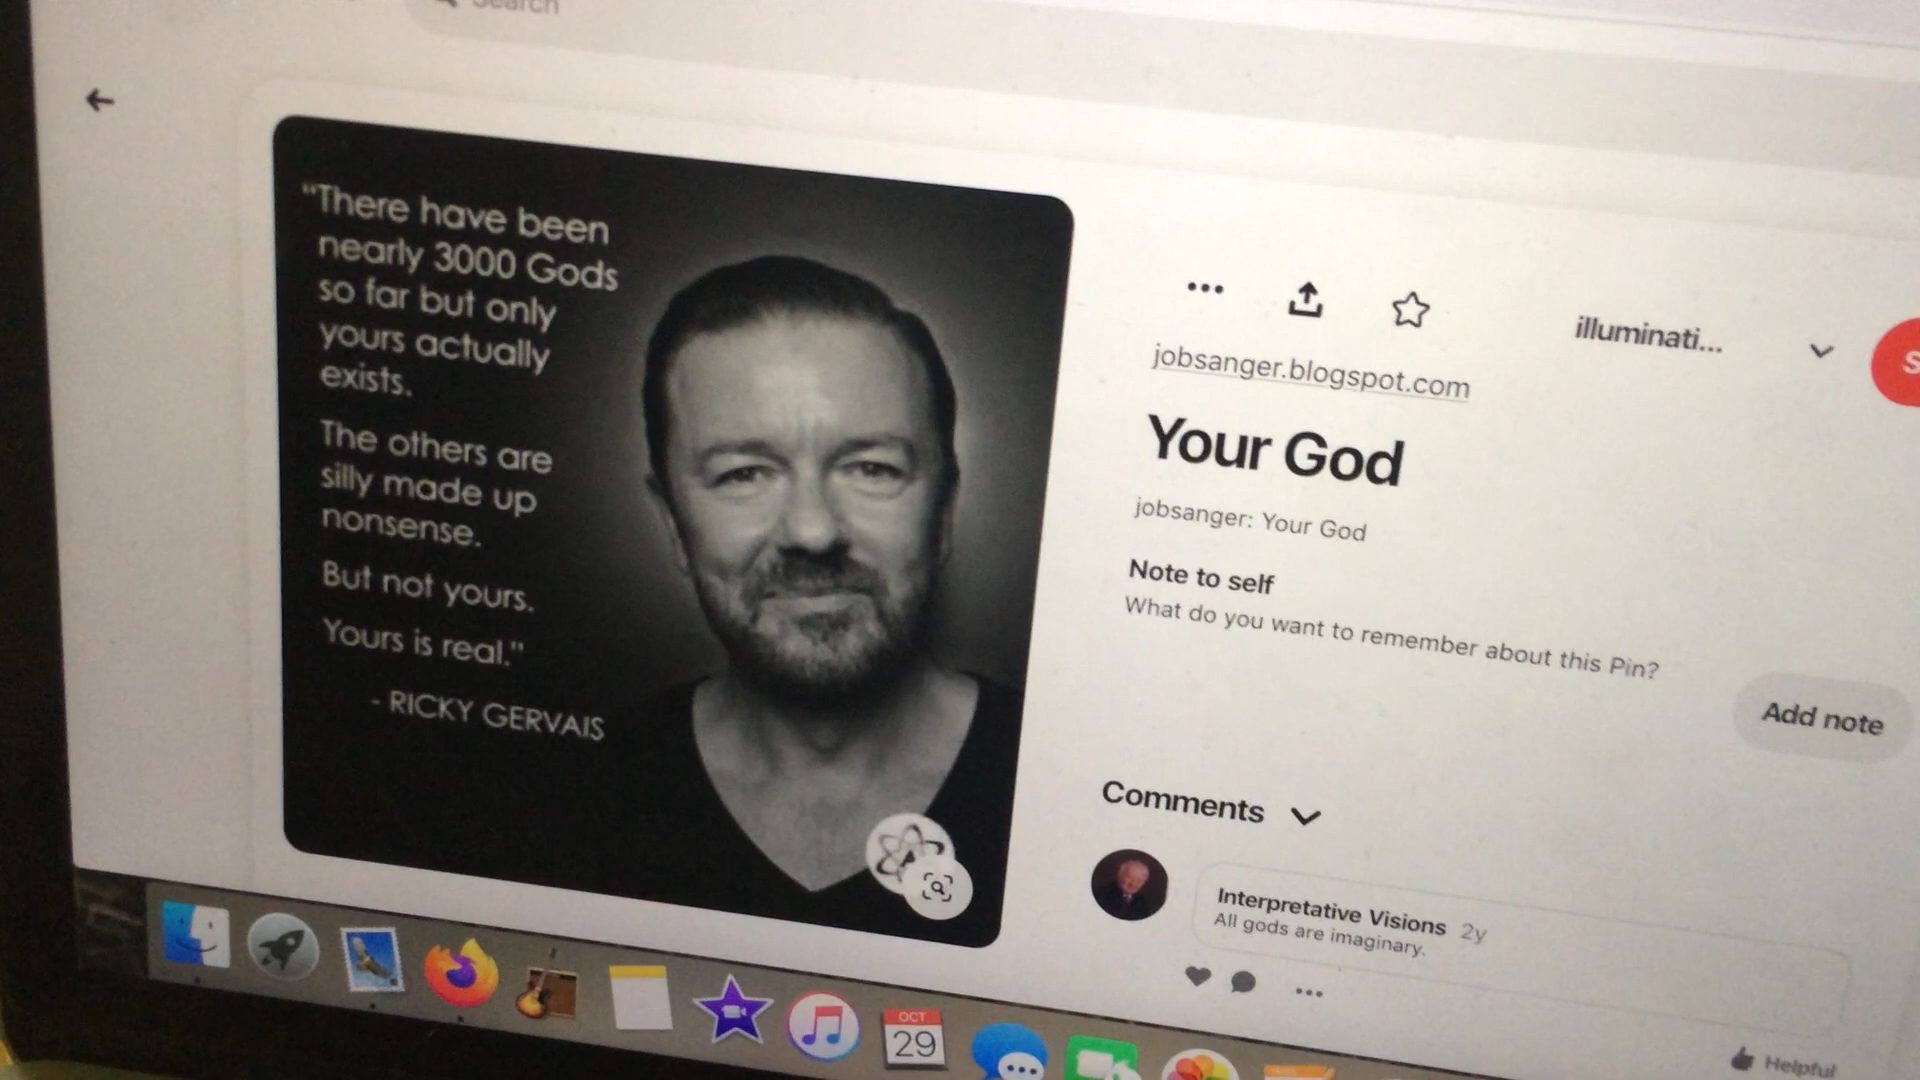 Search
"There have been
nearly 3000 Gods
so far but only
yours actually
exists.
The others are
silly made up
nonsense.
But not yours.
Yours is real."
- RICKY GERVAIS
illuminati...
S
jobsanger.blogspot.com
Your God
jobsanger: Your God
Note to self
What do you want to remember about this Pin?
Add note
Comments
Interpretative Visions 2y
All gods are imaginary.
Helpful
OCT
29